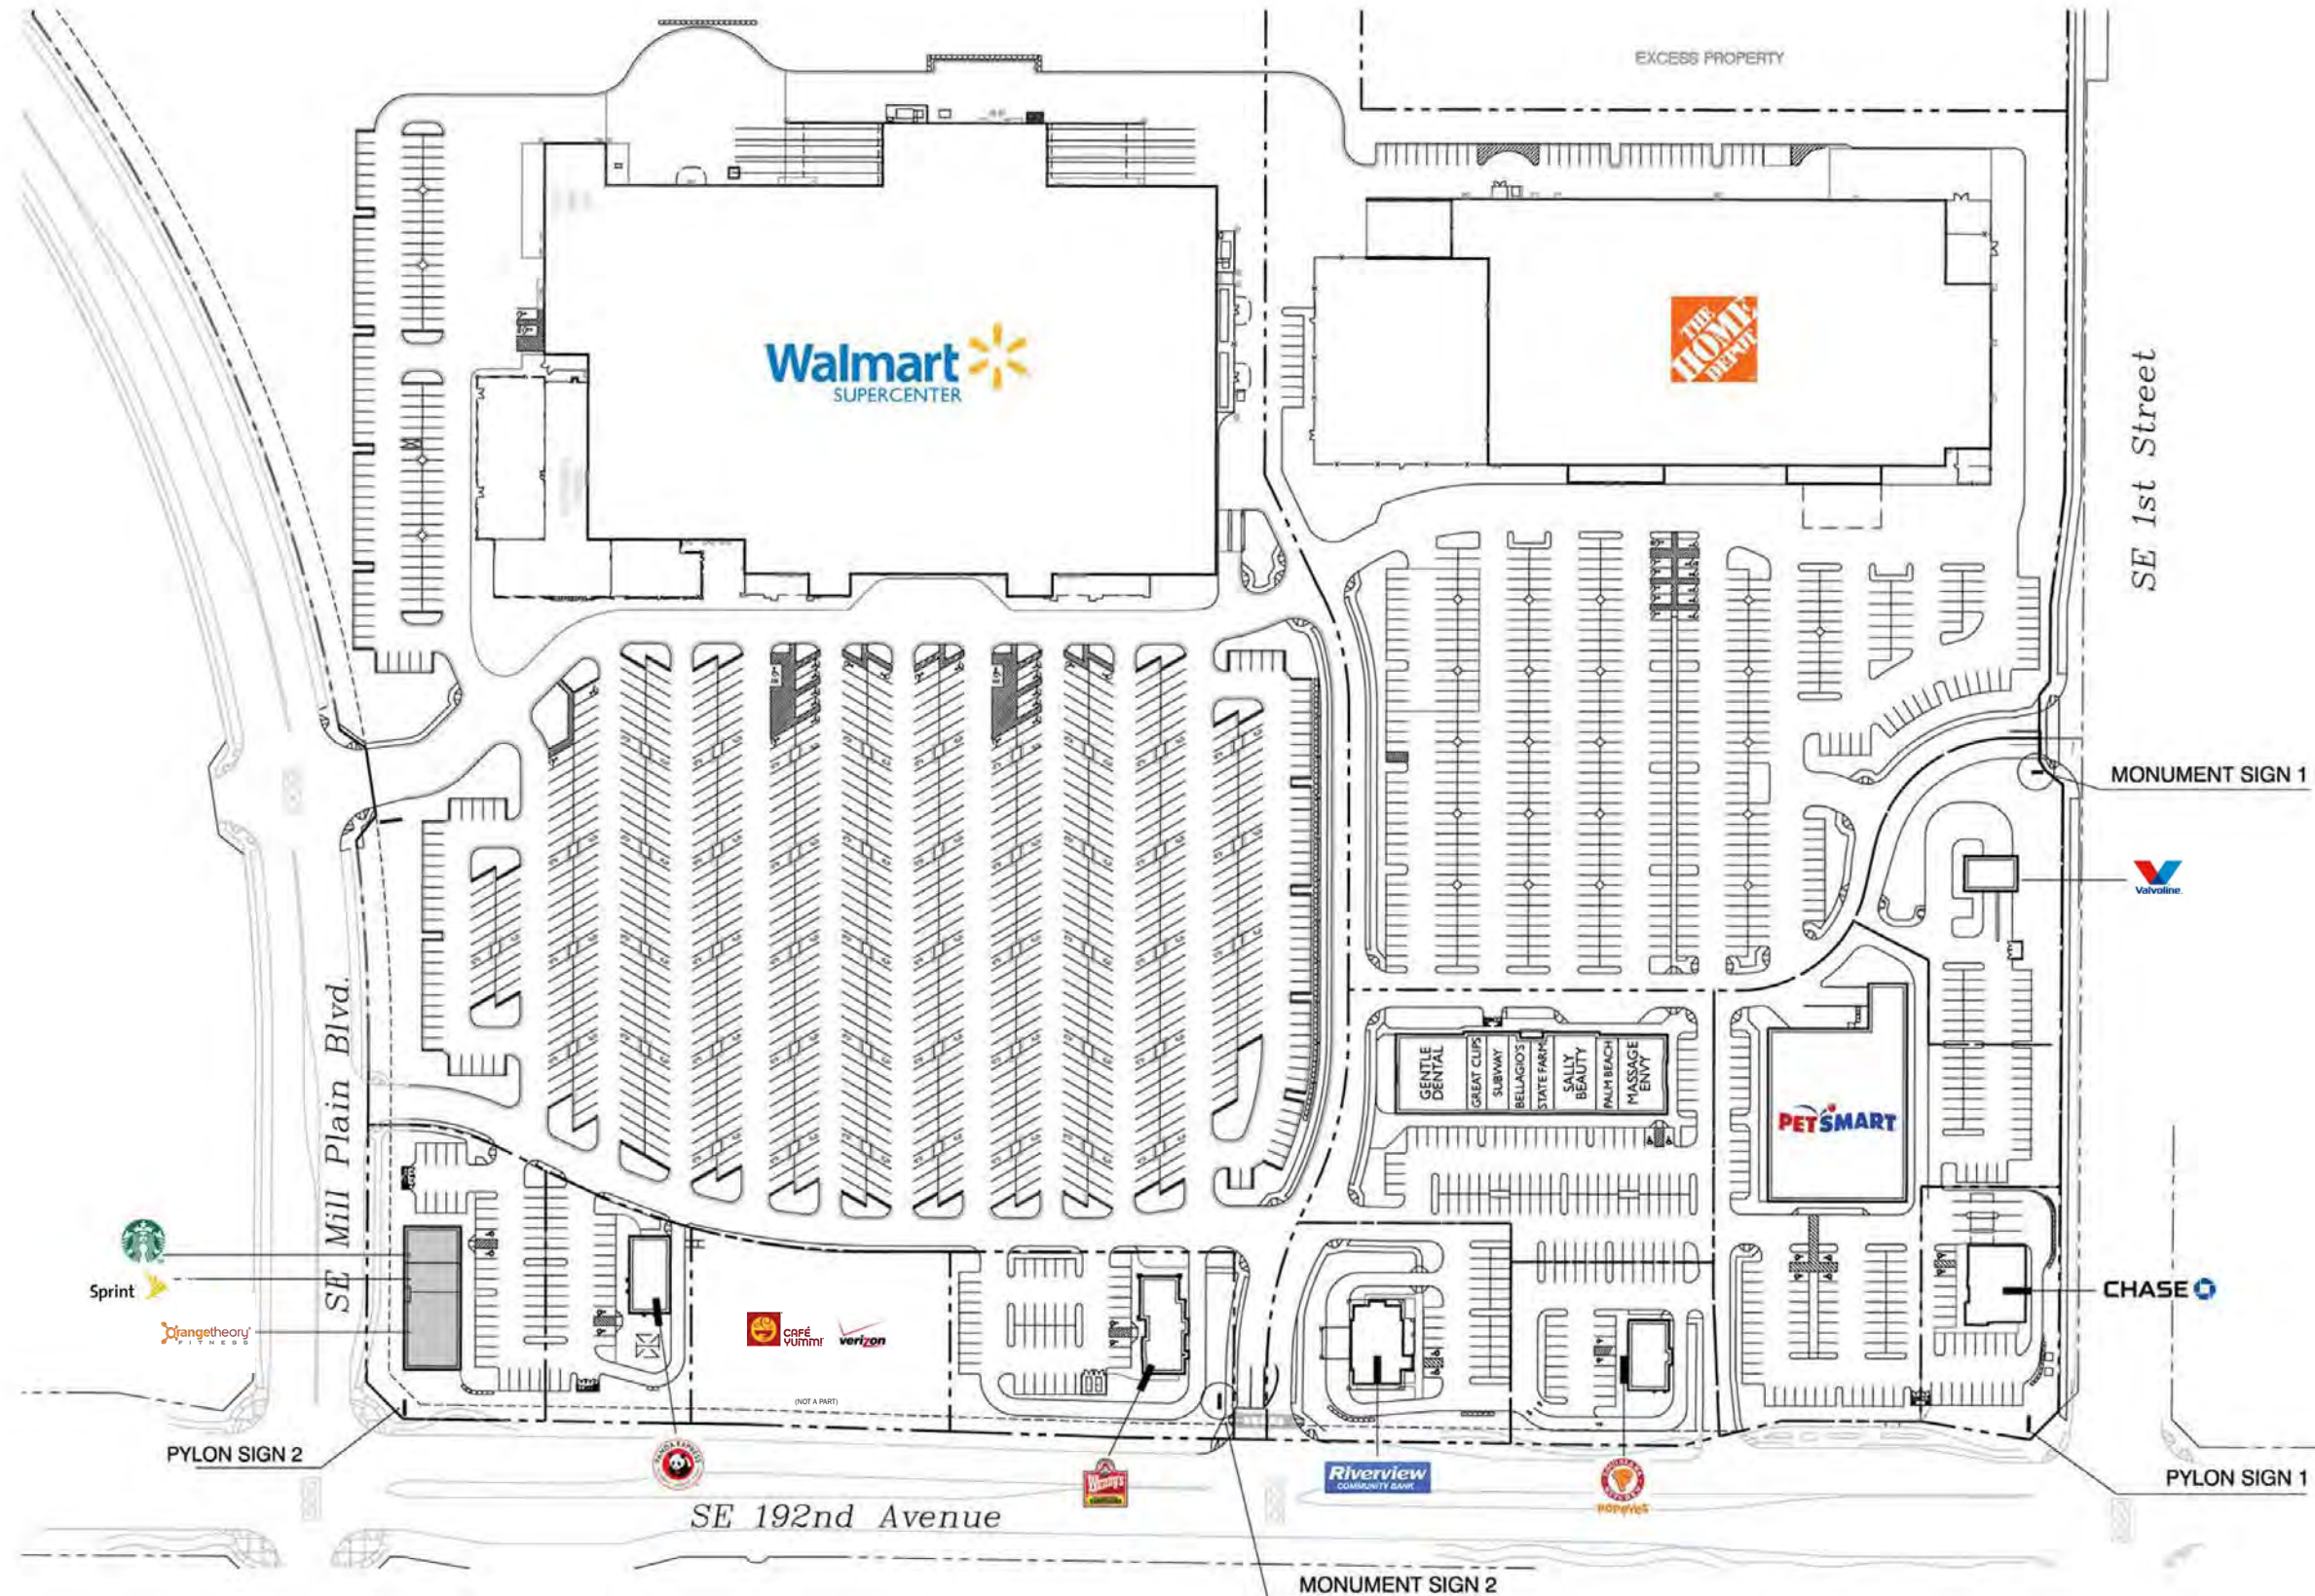 EXCESS PROPERTY
Walmart
SUPERCENTER
THE
HOME
DEPOT
SE 1st Street
MONUMENT SIGN 1
Valvoline
SE Mill Plain Blvd.
GENTLE
DENTAL
GREAT CLIPS
SUBWAY
BELLAGIO'S
STATE FARM
SALLY
BEAUTY
PALM BEACH
MASSAGE
ENVY
PETSMART
CHASE
Sprint
Orangetheory
FITNESS
CAFÉ
YUMM!
verizon
(NOT A PART)
PYLON SIGN 2
PANDA EXPRESS
Wendy's
Riverview
COMMUNITY BANK
POPEYES
PYLON SIGN 1
SE 192nd Avenue
MONUMENT SIGN 2